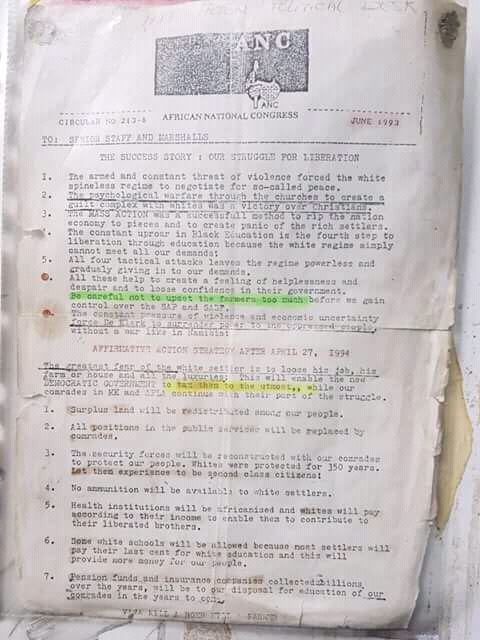 POLITICAL
ANC
ANC
AFRICAN NATIONAL CONGRESS
CIRCULAR NO 213-8
JUNE 1993
TO: SENIOR STAFF AND MARSHALLS
THE SUCCESS STORY : OUR STRUGGLE FOR LIBERATION
1. The armed and constant threat of violence forced the white
spineless regime to negotiate for so-called peace.
2. The psychological warfare through the churches to create a
guilt complex with whites was a victory over Christians.
3. The MASS ACTION was a successfull method to rip the nation
economy to pieces and to create panic of the rich settlers.
4. The constant uproar in Black Education is the fourth step to
liberation through education because the white regime simply
cannot meet all our demands!
5. All four tactical attacks leaves the regime powerless and
gradualy giving in to our demands.
All these help to create a feeling of helplessness and
despair and to loose confidence in their government.
Be careful not to upset the farmers too much before we gain
control over the SAP and SADF.
The constant pressure of violence and economic uncertainty
force De Klerk to surrender power to the oppressed people,
without a war like in Namibia!
AFFIRMATIVE ACTION STRATEGY AFTER APRIL 27, 1994
The greatest fear of the white settler is to loose his job, his
farm or house and all the luxuries. This will enable the new
DEMOCRATIC GOVERNMENT to tax them to the utmost,, while our
comrades in MK and APLA continue with their part of the struggle.
1. Surplus land will be redistributed among our people.
2. All positions in the public services will be replaced by
comrades.
3. The security forces will be reconstructed with our comrades
to protect our people. Whites were protected for 350 years.
Let them experience to be second class citizens!
4. No ammunition will be available to white settlers.
5. Health institutions will be africanised and whites will pay
according to their income to enable them to contribute to
their liberated brothers.
6. Some white schools will be allowed because most settlers will
pay their last cent for white education and this will
provide more money for our people.
7. Pension funds and insurance companies collected billions
over the years, will be to our disposal for education of our
comrades in the years to come.
KILL A BOER